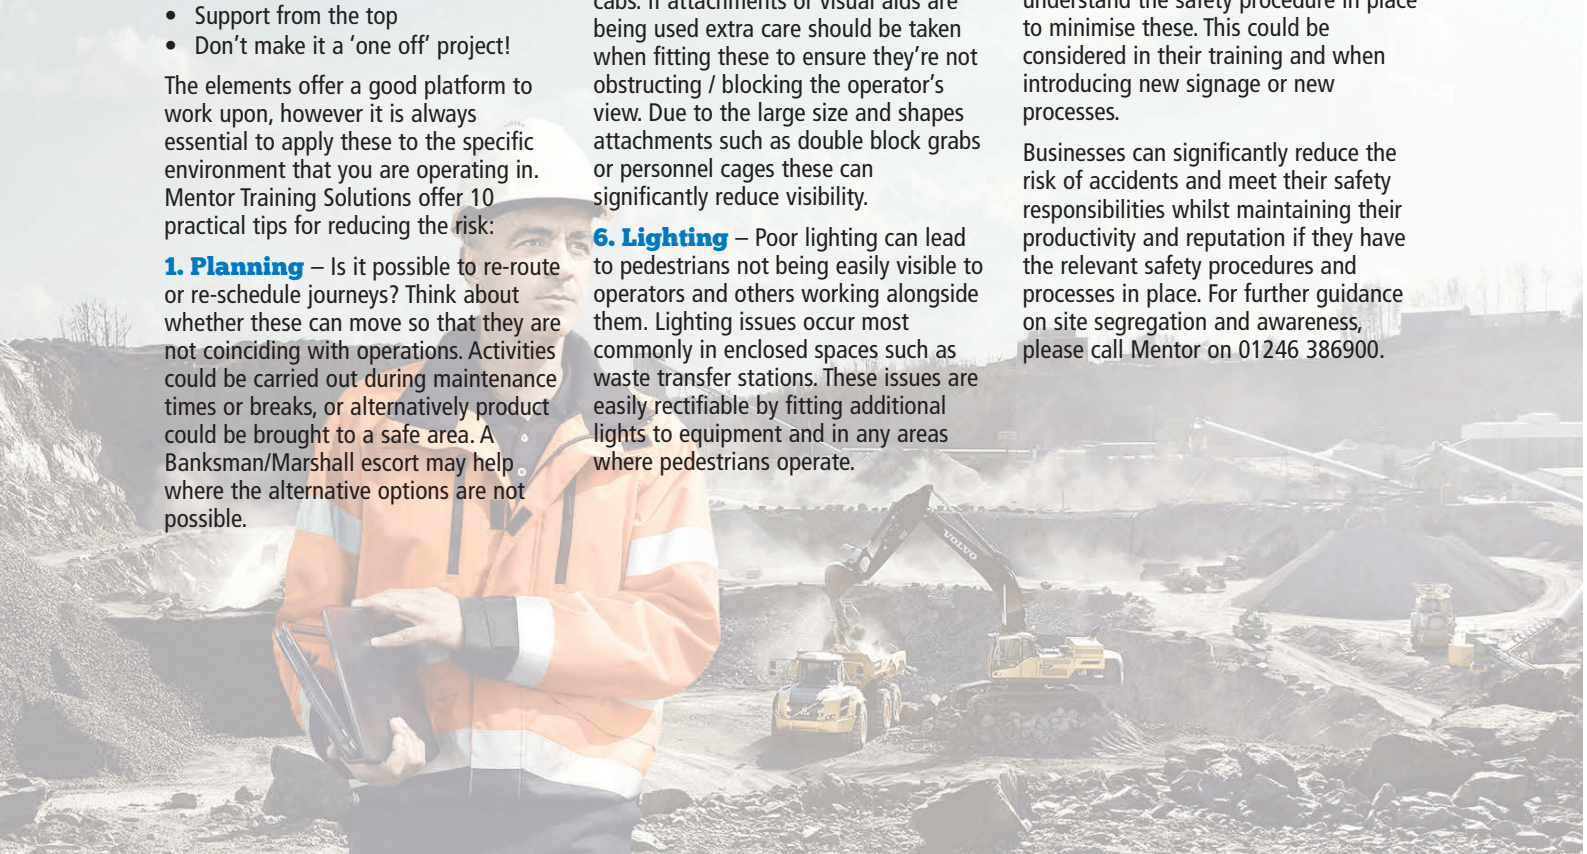 • Support from the top
• Don’t make it a ‘one off’ project!
The elements offer a good platform to
work upon, however it is always
essential to apply these to the specific
environment that you are operating in.
Mentor Training Solutions offer 10
practical tips for reducing the risk:
1. Planning – Is it possible to re-route
or re-schedule journeys? Think about
whether these can move so that they are
not coinciding with operations. Activities
could be carried out during maintenance
times or breaks, or alternatively product
could be brought to a safe area. A
Banksman/Marshall escort may help
where the alternative options are not
possible.
cabs. If attachments or visual aids are
being used extra care should be taken
when fitting these to ensure they’re not
obstructing / blocking the operator’s
view. Due to the large size and shapes
attachments such as double block grabs
or personnel cages these can
significantly reduce visibility.
6. Lighting – Poor lighting can lead
to pedestrians not being easily visible to
operators and others working alongside
them. Lighting issues occur most
commonly in enclosed spaces such as
waste transfer stations. These issues are
easily rectifiable by fitting additional
lights to equipment and in any areas
where pedestrians operate.
understand the safety procedure in place
to minimise these. This could be
considered in their training and when
introducing new signage or new
processes.
Businesses can significantly reduce the
risk of accidents and meet their safety
responsibilities whilst maintaining their
productivity and reputation if they have
the relevant safety procedures and
processes in place. For further guidance
on site segregation and awareness,
please call Mentor on 01246 386900.
VOLVO